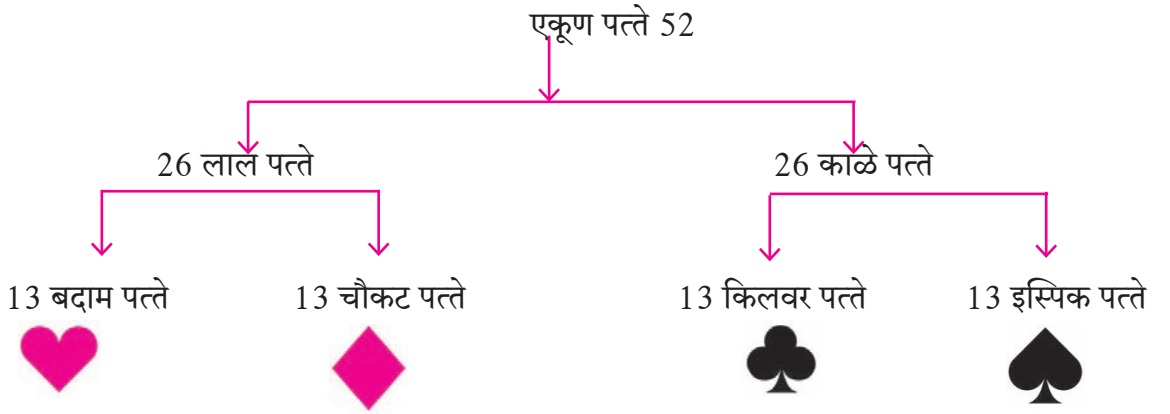 एकूण पत्ते 52
26 लाल पत्ते
26 काळे पत्ते
13 बदाम पत्ते
13 चौकट पत्ते
13 किलवर पत्ते
13 इस्पिक पत्ते